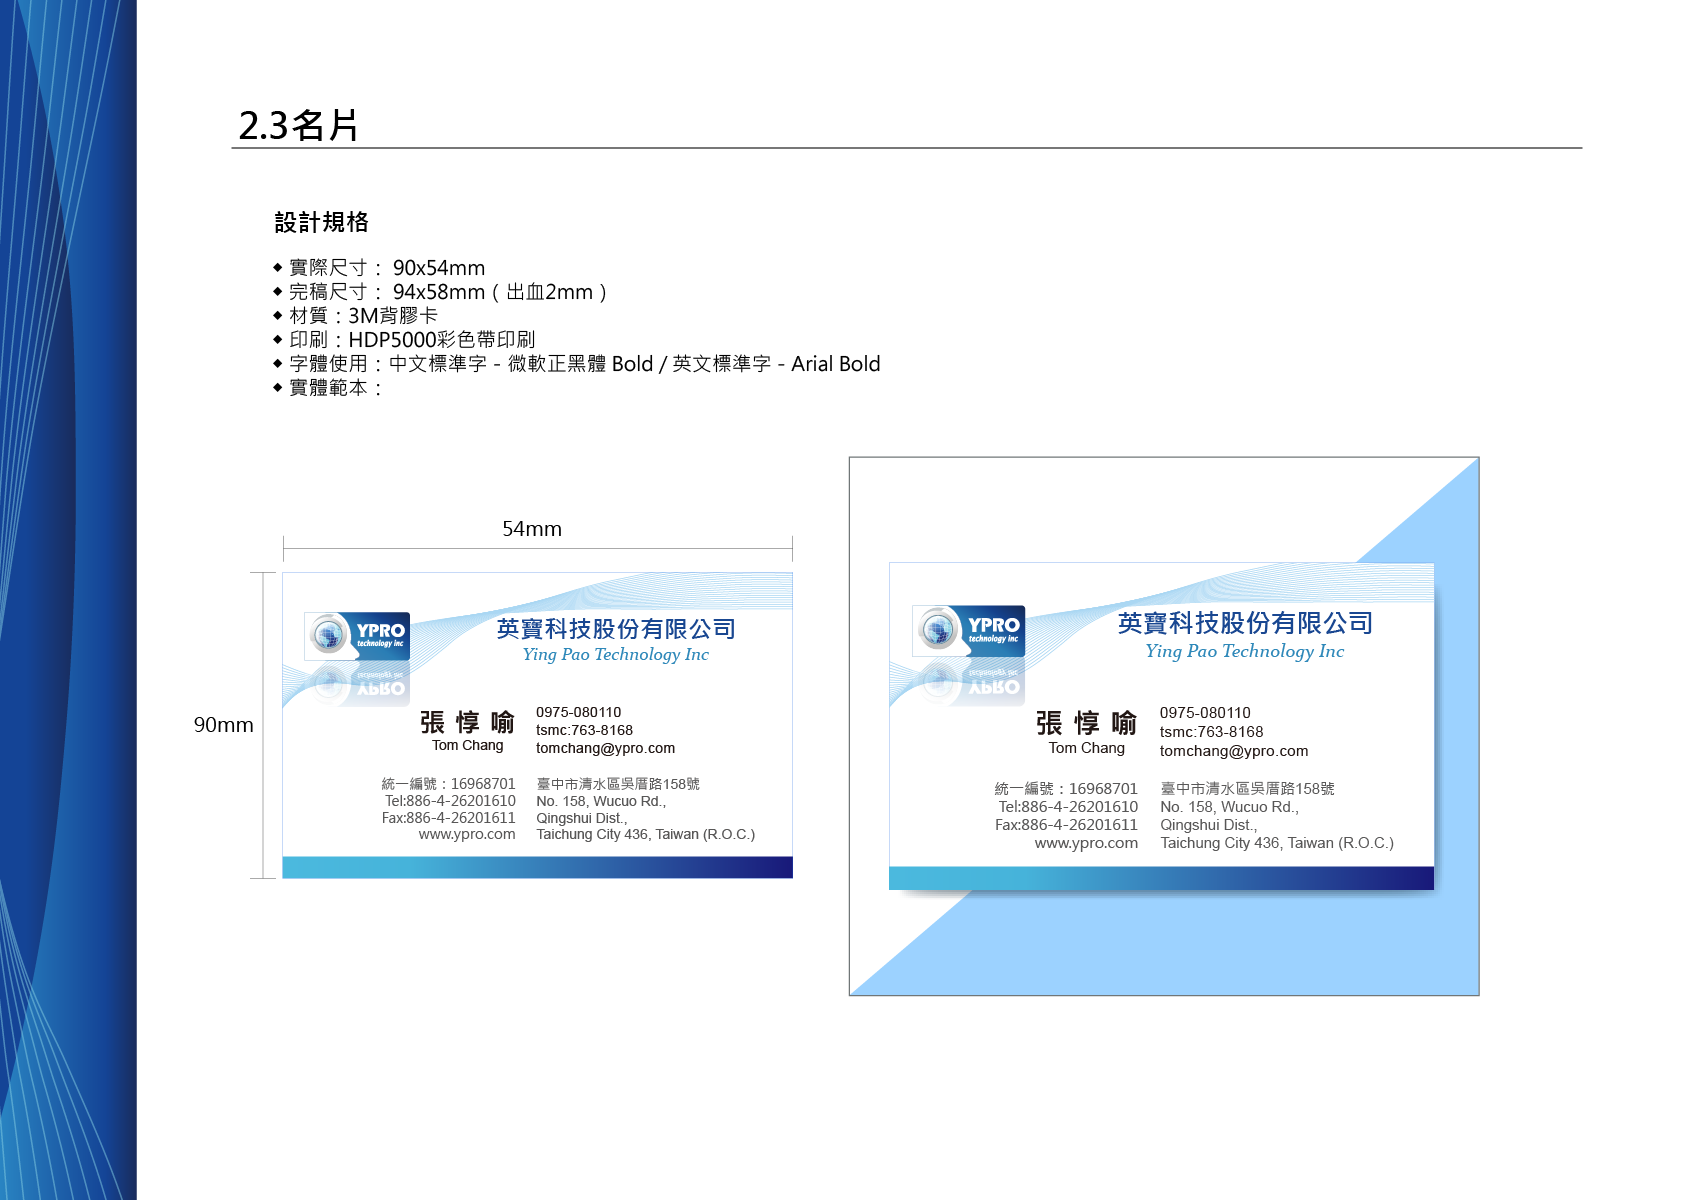 2.3名片
設計規格
◆ 實際尺寸： 90x54mm
◆ 完稿尺寸： 94x58mm（出血2mm）
◆ 材質：3M背膠卡
◆ 印刷：HDP5000彩色帶印刷
◆ 字體使用：中文標準字－微軟正黑體 Bold / 英文標準字－Arial Bold
◆ 實體範本：
54mm
90mm
YPRO
technology inc
英寶科技股份有限公司
Ying Pao Technology Inc
張 惇 喻
Tom Chang
0975-080110
tsmc:763-8168
tomchang@ypro.com
統一編號：16968701
Tel:886-4-26201610
Fax:886-4-26201611
www.ypro.com
臺中市清水區吳厝路158號
No. 158, Wucuo Rd.,
Qingshui Dist.,
Taichung City 436, Taiwan (R.O.C.)
YPRO
technology inc
英寶科技股份有限公司
Ying Pao Technology Inc
張 惇 喻
Tom Chang
0975-080110
tsmc:763-8168
tomchang@ypro.com
統一編號：16968701
Tel:886-4-26201610
Fax:886-4-26201611
www.ypro.com
臺中市清水區吳厝路158號
No. 158, Wucuo Rd.,
Qingshui Dist.,
Taichung City 436, Taiwan (R.O.C.)